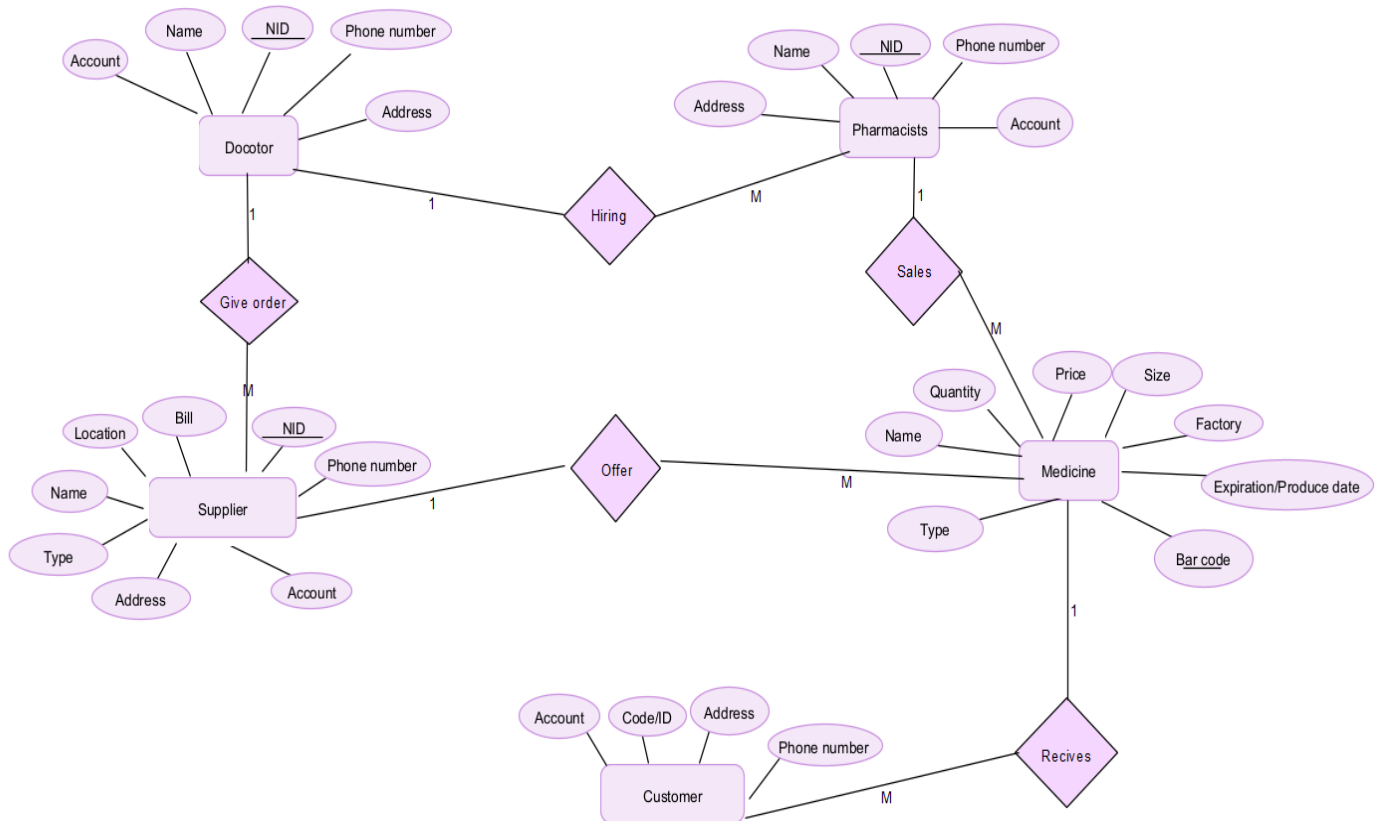 Name
NID
Phone number
Account
Address
Docotor
Name
NID
Phone number
Address
Account
Pharmacists
1
Hiring
M
1
Sales
M
1
Give order
M
Location
Bill
NID
Phone number
Name
Supplier
Type
Address
Account
1
Offer
M
Quantity
Price
Size
Name
Factory
Medicine
Expiration/Produce date
Type
Bar code
1
Recives
M
Account
Code/ID
Address
Phone number
Customer